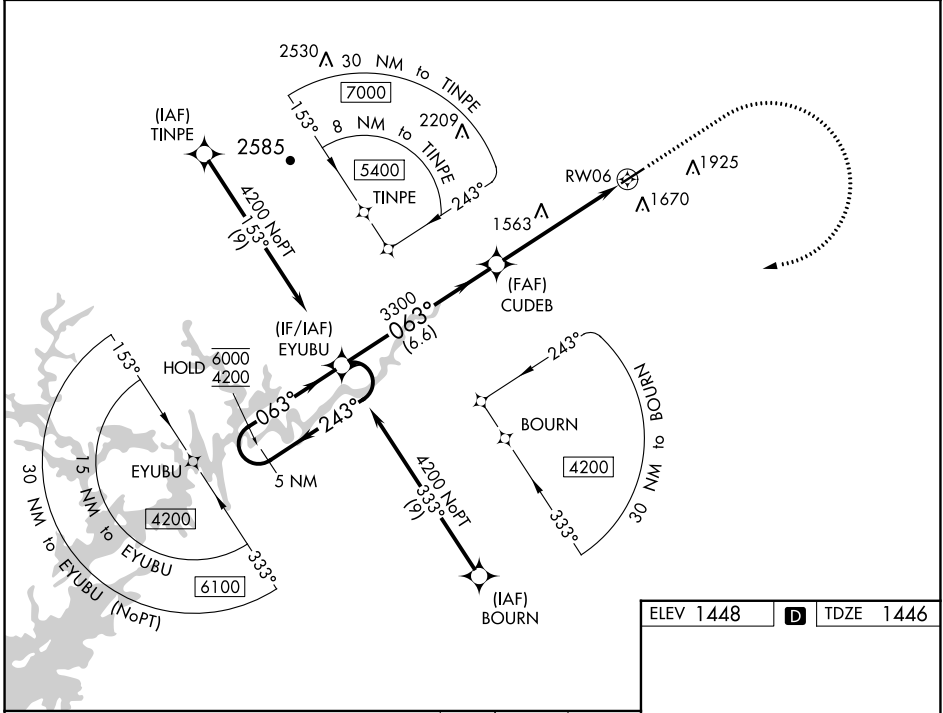 2530 30 NM to TINPE
7000
153°
8 NM to TINPE
2209
5400
TINPE
243°
(IAF)
TINPE
2585
4200 NoPT
153°
(9)
RW06
1925
1670
1563
(FAF)
CUDEB
3300
063°
(6.6)
(IF/IAF)
EYUBU
HOLD 6000
4200
063°
243°
5 NM
153°
EYUBU
4200
15 NM to EYUBU
6100
333°
30 NM to EYUBU (NoPT)
243°
BOURN
4200
333°
30 NM to BOURN
4200 NoPT
333°
(9)
(IAF)
BOURN
ELEV 1448 D TDZE 1446